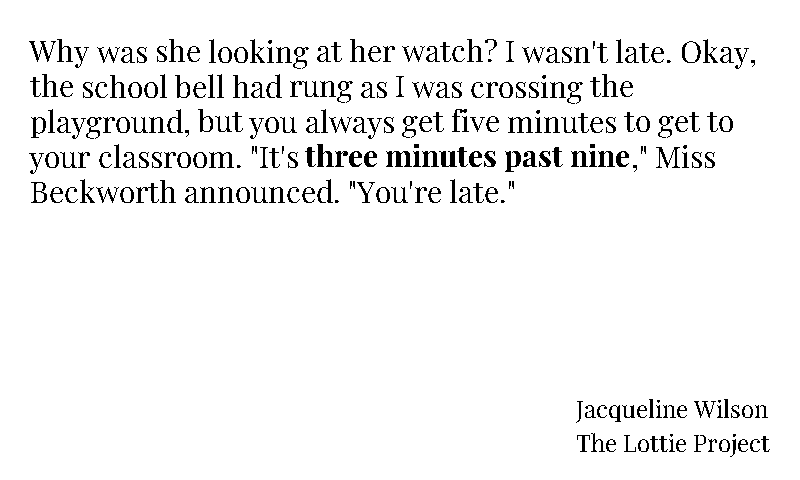 Why was she looking at her watch? I wasn't late. Okay,
the school bell had rung as I was crossing the
playground, but you always get five minutes to get to
your classroom. "It's three minutes past nine," Miss
Beckworth announced. "You're late."
Jacqueline Wilson
The Lottie Project